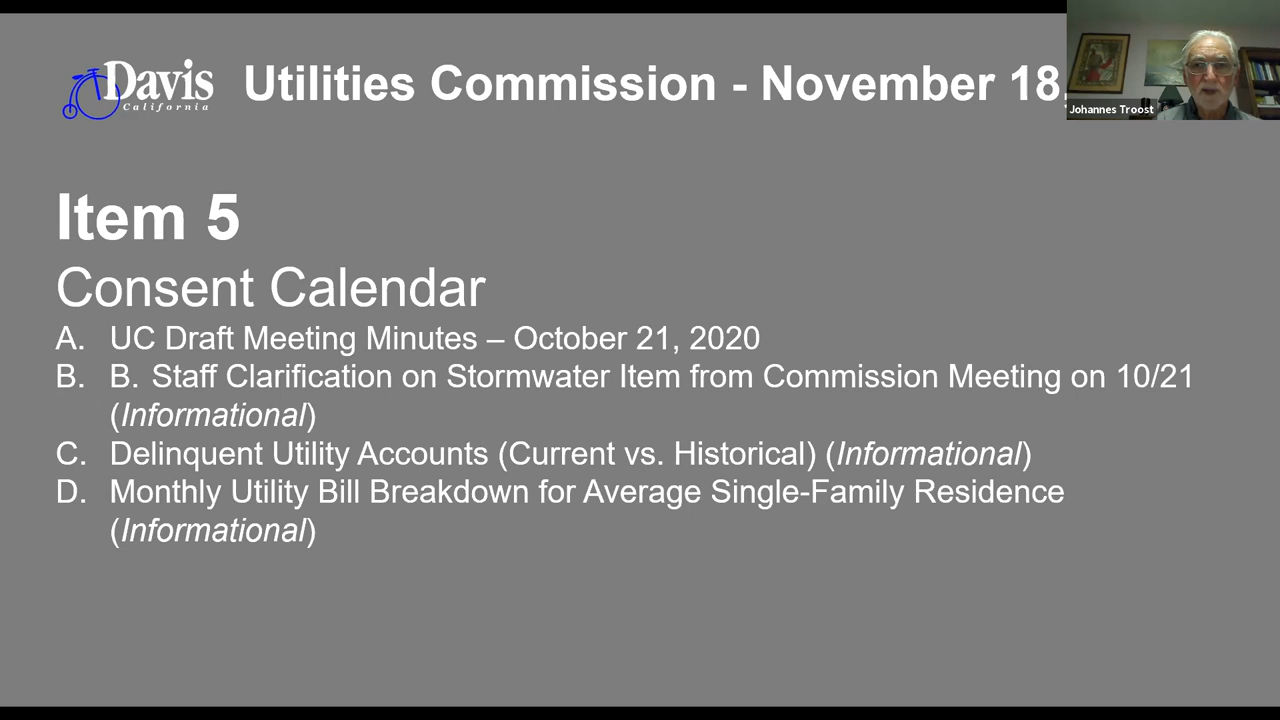 Davis
California
Utilities Commission - November 18,
Johannes Troost
Item 5
Consent Calendar
A. UC Draft Meeting Minutes – October 21, 2020
B. B. Staff Clarification on Stormwater Item from Commission Meeting on 10/21
(Informational)
C. Delinquent Utility Accounts (Current vs. Historical) (Informational)
D. Monthly Utility Bill Breakdown for Average Single-Family Residence
(Informational)